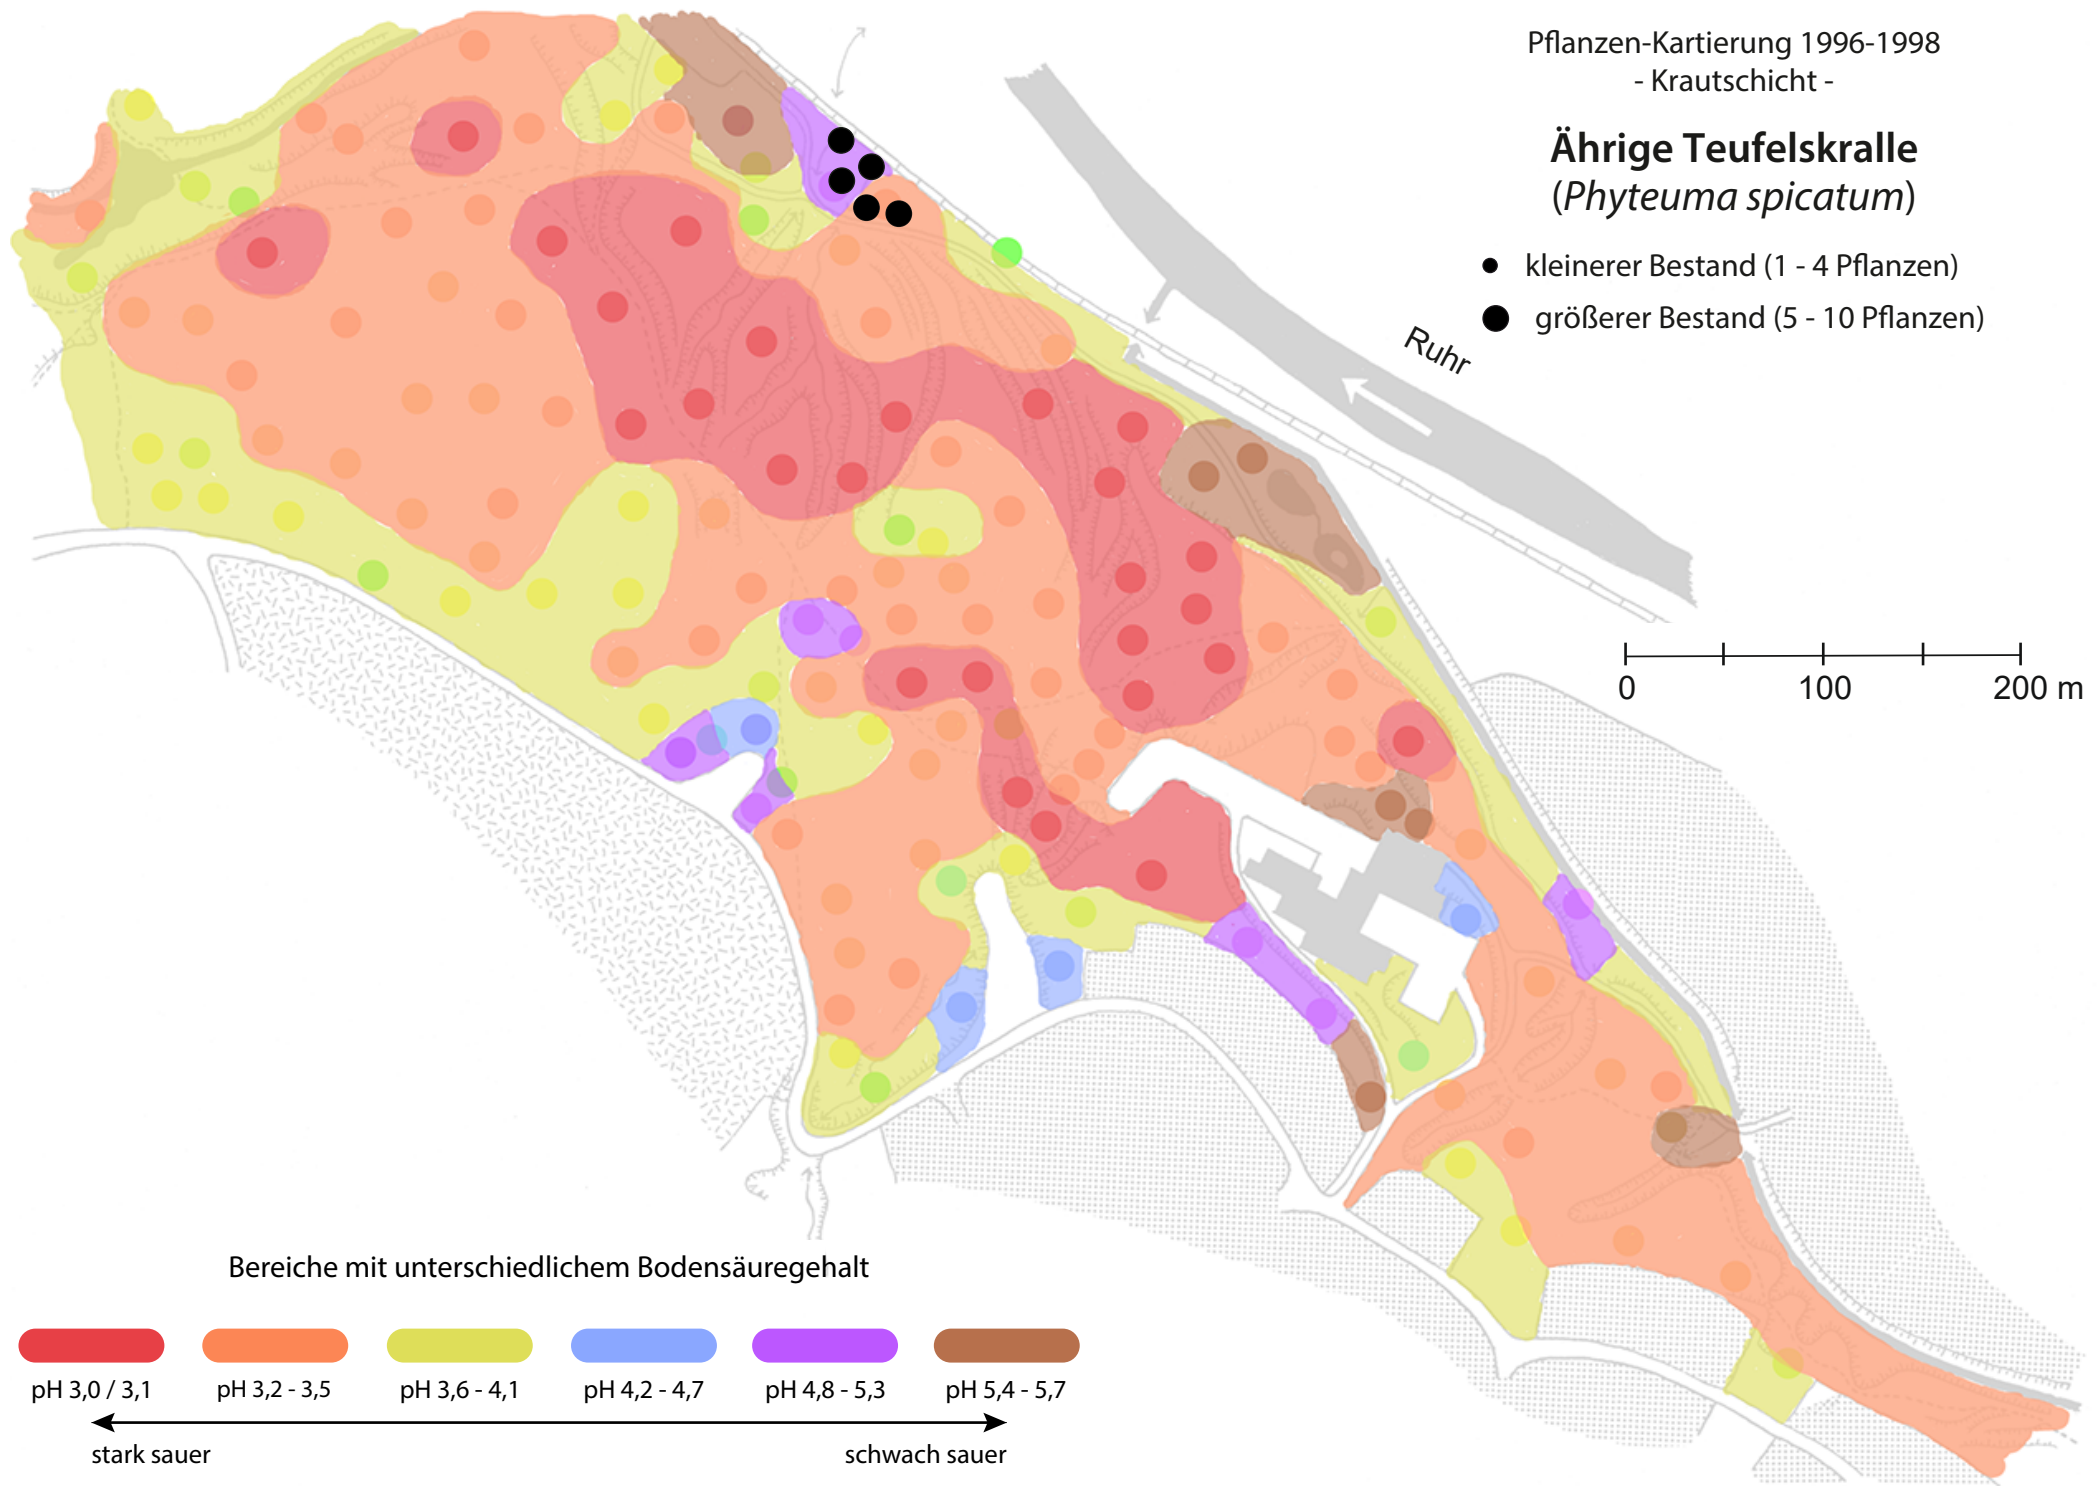 Pflanzen-Kartierung 1996-1998
- Krautschicht -
Ährige Teufelskralle
(Phyteuma spicatum)
kleinerer Bestand (1 - 4 Pflanzen)
größerer Bestand (5 - 10 Pflanzen)
Ruhr
0 100 200 m
Bereiche mit unterschiedlichem Bodensäuregehalt
pH 3,0 / 3,1 pH 3,2 - 3,5 pH 3,6 - 4,1 pH 4,2 - 4,7 pH 4,8 - 5,3 pH 5,4 - 5,7
stark sauer schwach sauer